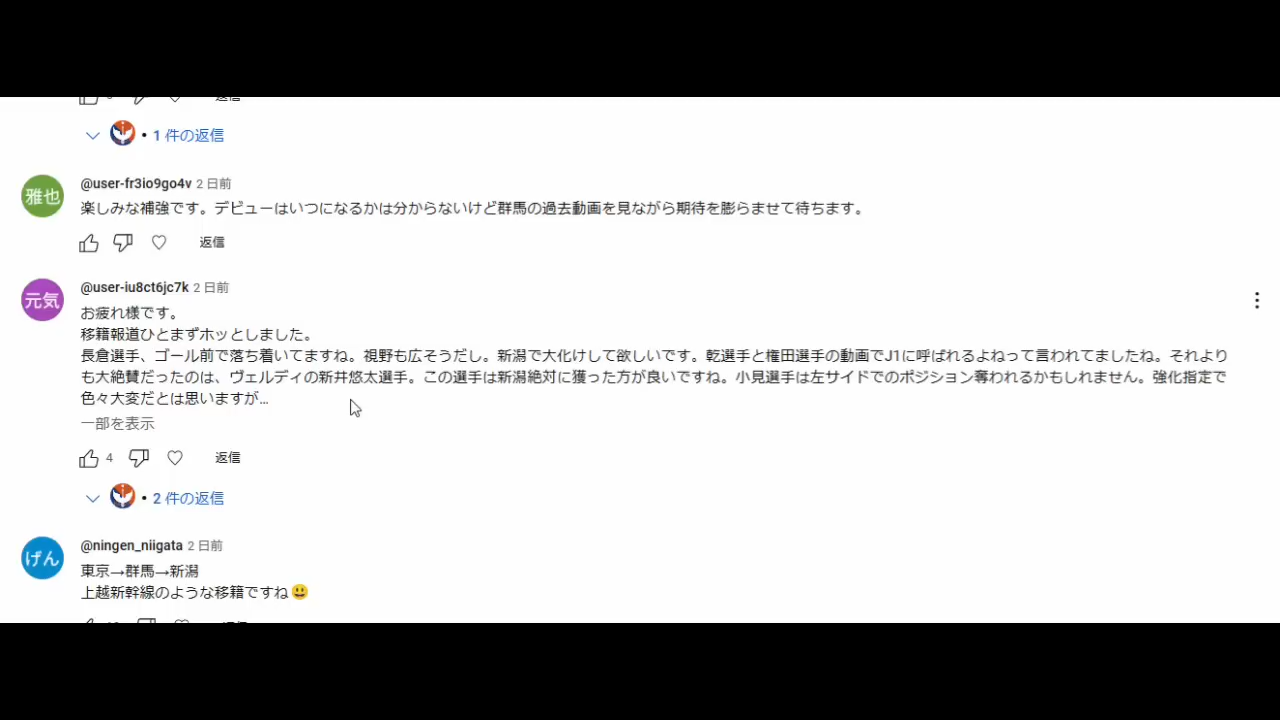 返信
1 件の返信
雅也
@user-fr3io9go4v 2 日前
楽しみな補強です。デビューはいつになるかは分からないけど群馬の過去動画を見ながら期待を膨らませて待ちます。
返信
元気
@user-iu8ct6jc7k 2 日前
お疲れ様です。
移籍報道ひとまずホッとしました。
長倉選手、ゴール前で落ち着いてますね。視野も広そうだし。新潟で大化けして欲しいです。乾選手と権田選手の動画でJ1に呼ばれるよねって言われてましたね。それより
も大絶賛だったのは、ヴェルディの新井悠太選手。この選手は新潟絶対に獲った方が良いですね。小見選手は左サイドでのポジション奪われるかもしれません。強化指定で
色々大変だとは思いますが...
一部を表示
4 返信
2 件の返信
げん
@ningen_niigata 2 日前
東京→群馬→新潟
上越新幹線のような移籍ですね😃